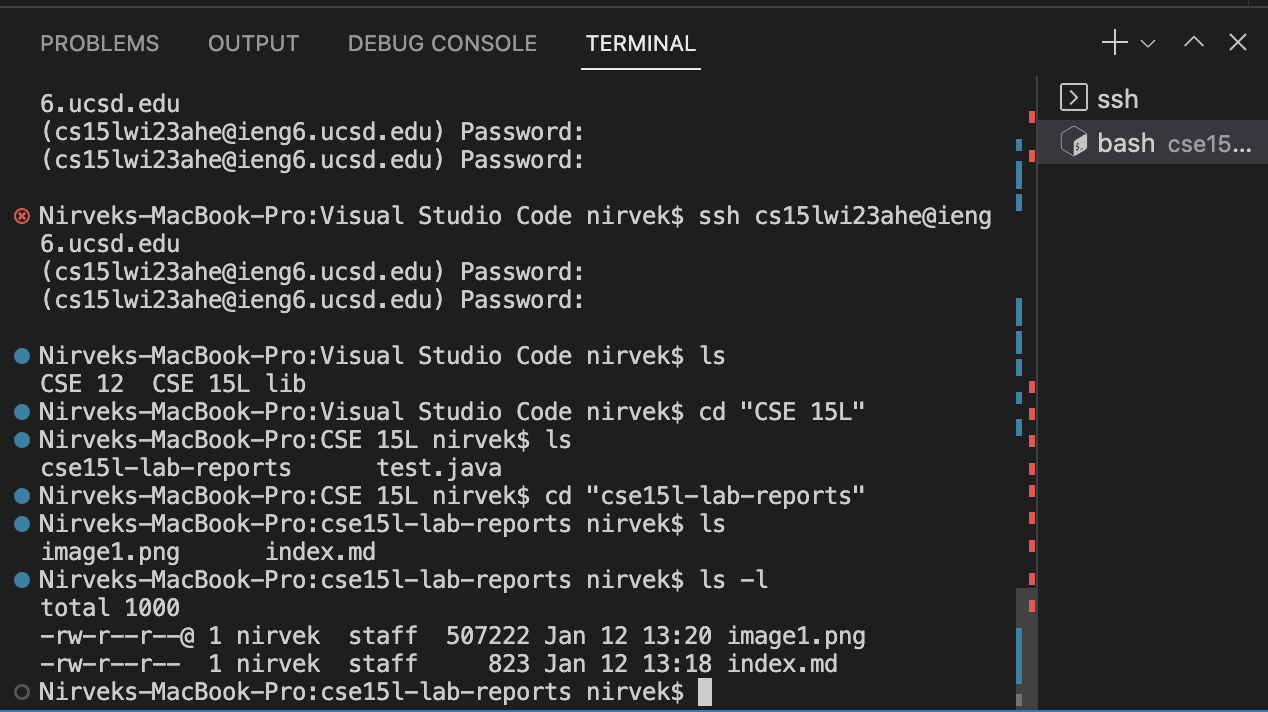 PROBLEMS OUTPUT DEBUG CONSOLE TERMINAL
6.ucsd.edu
(cs15lwi23ahe@ieng6.ucsd.edu) Password:
(cs15lwi23ahe@ieng6.ucsd.edu) Password:
Nirveks-MacBook-Pro:Visual Studio Code nirvek$ ssh cs15lwi23ahe@ieng
6.ucsd.edu
(cs15lwi23ahe@ieng6.ucsd.edu) Password:
(cs15lwi23ahe@ieng6.ucsd.edu) Password:
Nirveks-MacBook-Pro:Visual Studio Code nirvek$ ls
CSE 12  CSE 15L lib
Nirveks-MacBook-Pro:Visual Studio Code nirvek$ cd "CSE 15L"
Nirveks-MacBook-Pro:CSE 15L nirvek$ ls
cse15l-lab-reports      test.java
Nirveks-MacBook-Pro:CSE 15L nirvek$ cd "cse15l-lab-reports"
Nirveks-MacBook-Pro:cse15l-lab-reports nirvek$ ls
image1.png      index.md
Nirveks-MacBook-Pro:cse15l-lab-reports nirvek$ ls -l
total 1000
-rw-r--r--@ 1 nirvek  staff  507222 Jan 12 13:20 image1.png
-rw-r--r--  1 nirvek  staff     823 Jan 12 13:18 index.md
Nirveks-MacBook-Pro:cse15l-lab-reports nirvek$
ssh
bash cse15...